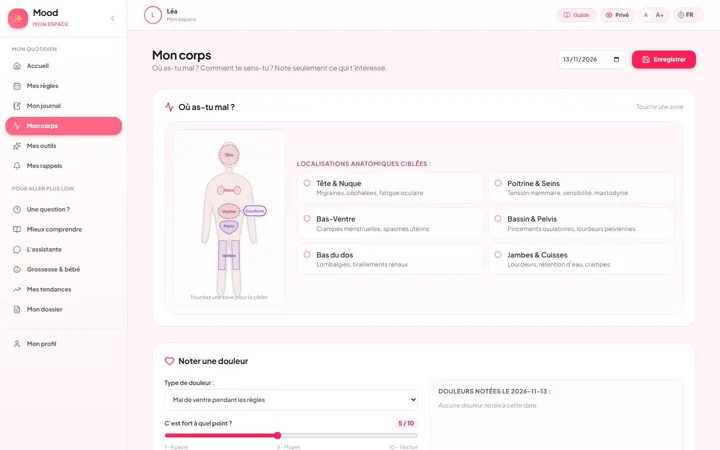 Mood
MON ESPACE
MON QUOTIDIEN
Accueil
Mes règles
Mon journal
Mon corps
Mes outils
Mes rappels
POUR ALLER PLUS LOIN
Une question ?
Mieux comprendre
L'assistante
Grossesse & bébé
Mes tendances
Mon dossier
Mon profil
L
Léa
Mon espace
Guide
Privé
A
A+
FR
Mon corps
Où as-tu mal ? Comment te sens-tu ? Note seulement ce qui t'intéresse.
13/11/2026
Enregistrer
Où as-tu mal ?
Touche une zone
Tête
Seins
Ventre
Pelvis
Jambes
Touchez une zone pour la cibler
LOCALISATIONS ANATOMIQUES CIBLÉES :
Tête & Nuque
Migraines, céphalées, fatigue oculaire
Poitrine & Seins
Tension mammaire, sensibilité, mastodynie
Bas-Ventre
Crampes menstruelles, spasmes utérins
Bassin & Pelvis
Pincements ovulatoires, lourdeurs pelviennes
Bas du dos
Lombalgies, tiraillements rénaux
Jambes & Cuisses
Lourdeurs, rétention d'eau, crampes
Noter une douleur
Type de douleur :
Mal de ventre pendant les règles
C'est fort à quel point ?
5 / 10
1 - À peine
5 - Moyen
10 - Très fort
DOULEURS NOTÉES LE 2026-11-13 :
Aucune douleur notée à cette date.